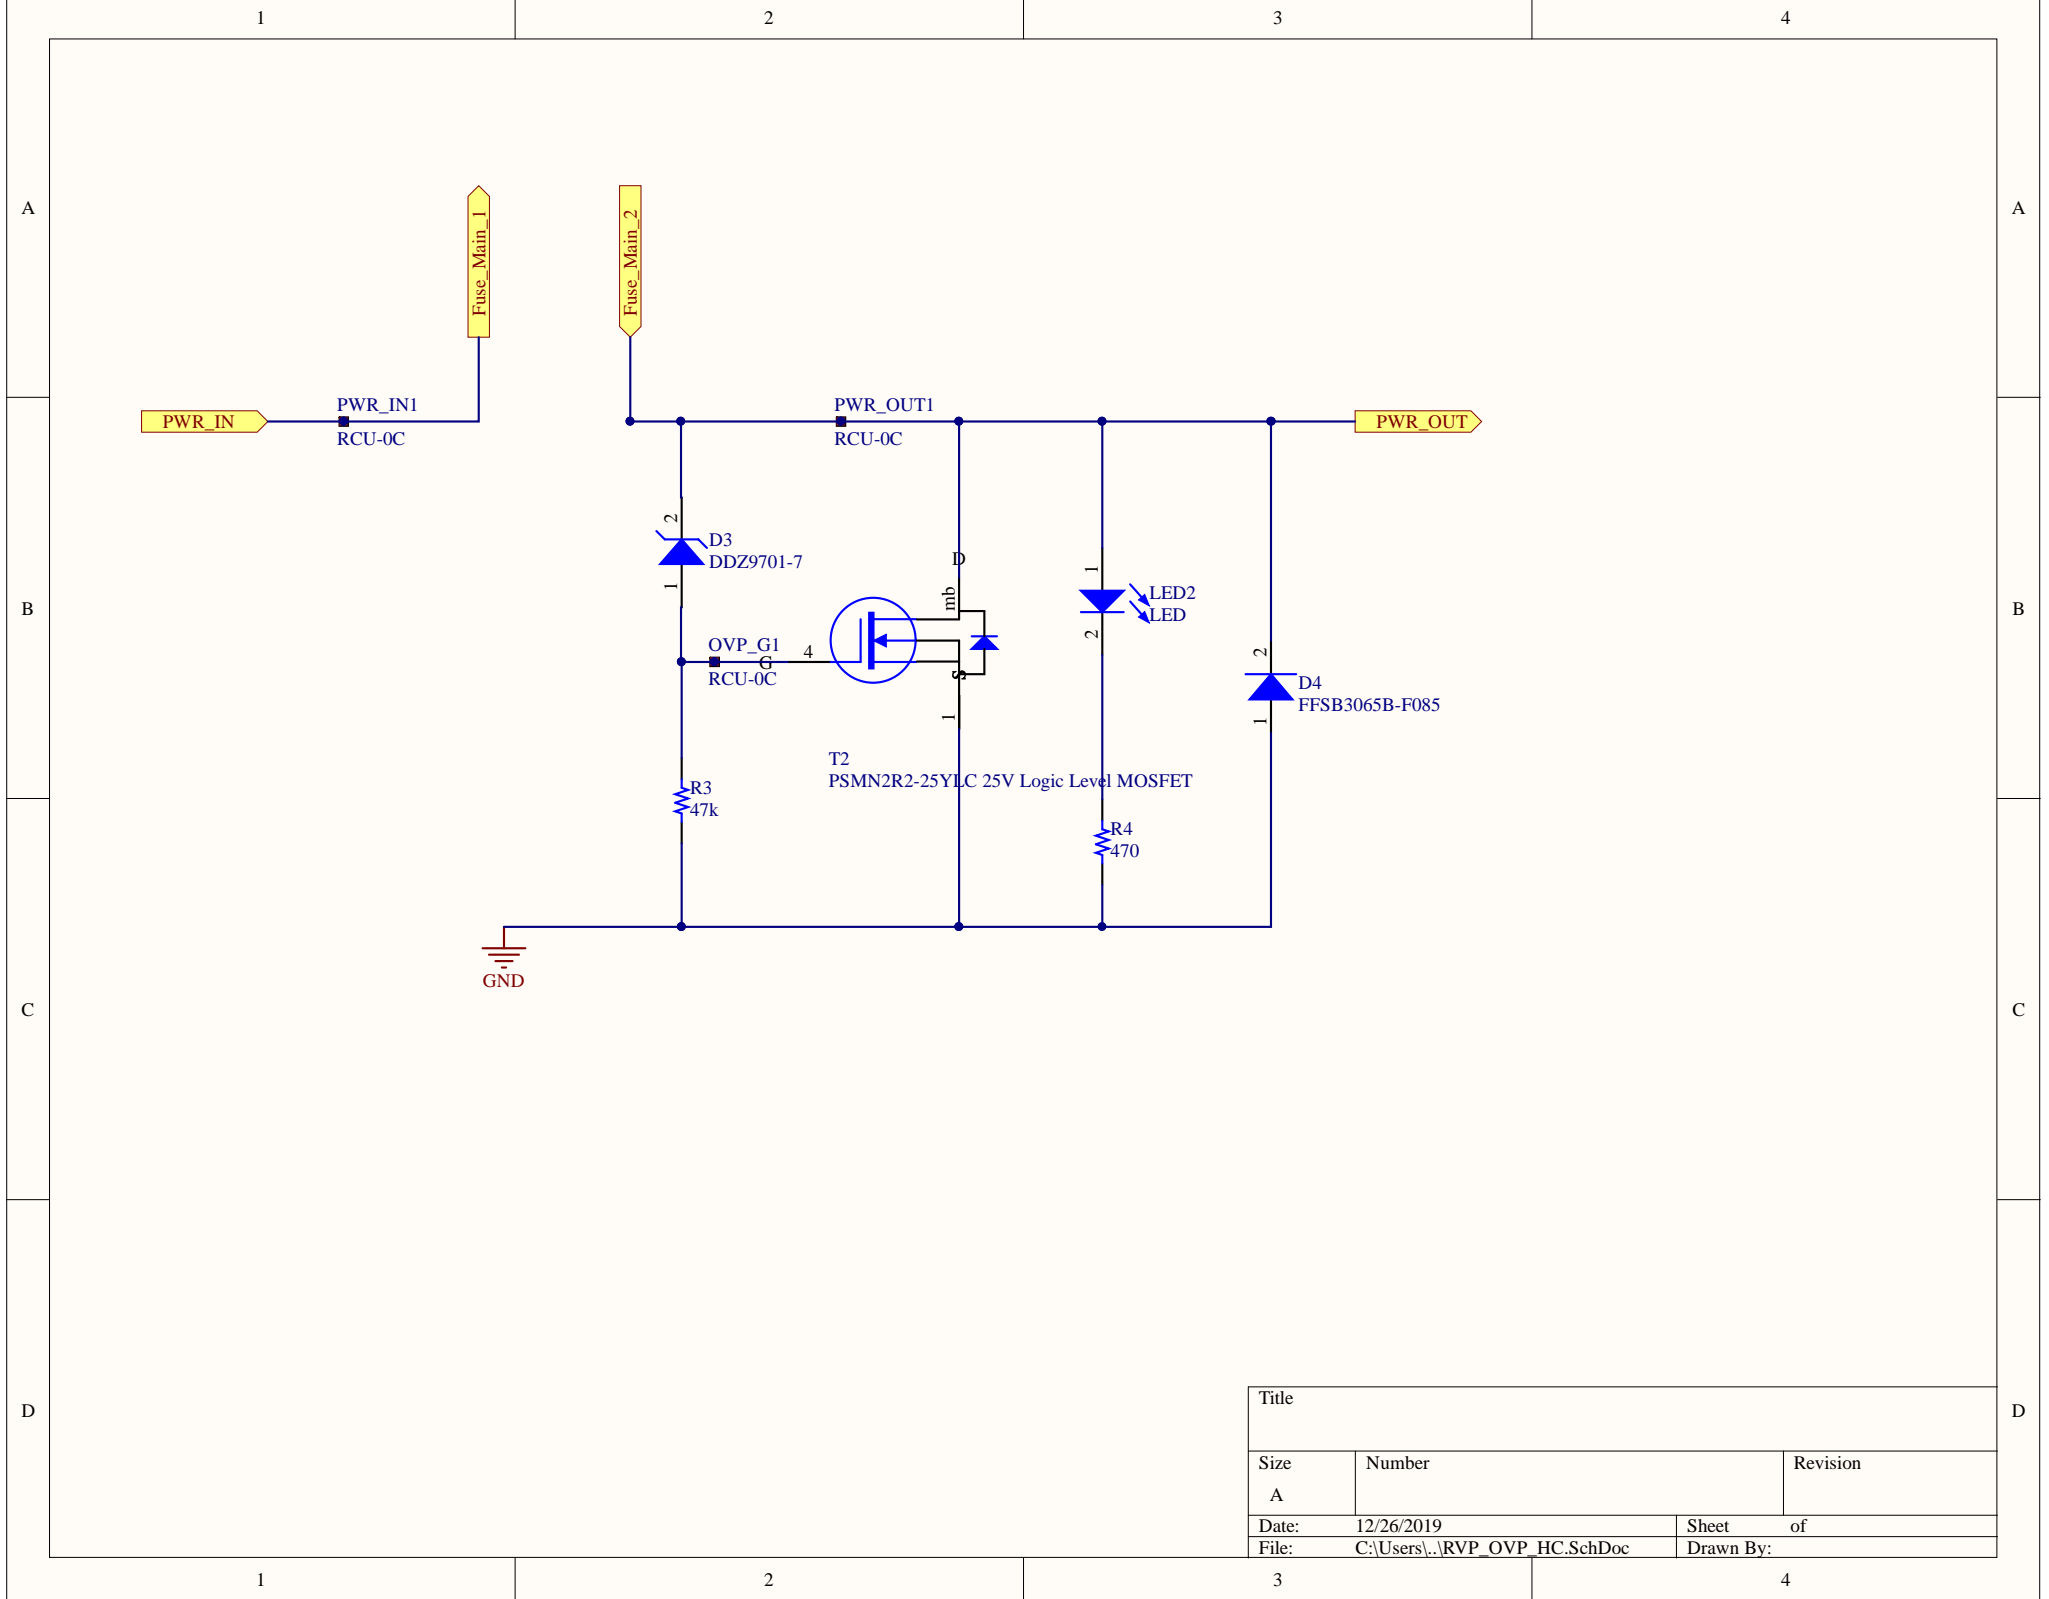 1 2 3 4
A A
Fuse_Main_1
Fuse_Main_2
PWR_IN
PWR_IN1
RCU-0C
PWR_OUT1
RCU-0C
PWR_OUT
B B
2
D3
DDZ9701-7
1
D
mb
OVP_G1
G
4
RCU-0C
S
1
1
LED2
LED
2
2
D4
FFSB3065B-F085
1
T2
PSMN2R2-25YLC 25V Logic Level MOSFET
R3
47k
R4
470
GND
C C
D D
Title
Size Number Revision
A
Date: 12/26/2019 Sheet of
File: C:\Users\..\RVP_OVP_HC.SchDoc Drawn By:
1 2 3 4